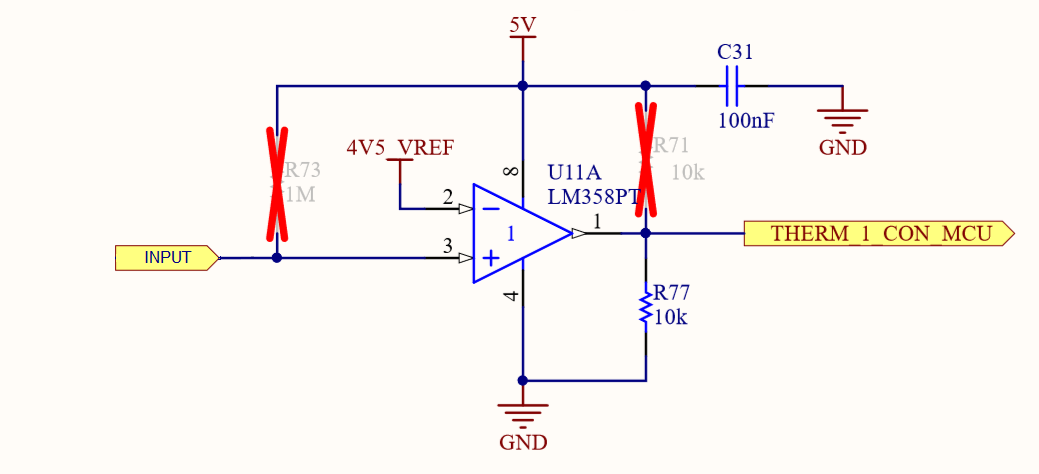 5V
C31
100nF
GND
4V5_VREF
R73
1M
8
U11A
LM358PT
R71
10k
2
1
1
THERM_1_CON_MCU
3
INPUT
4
R77
10k
GND